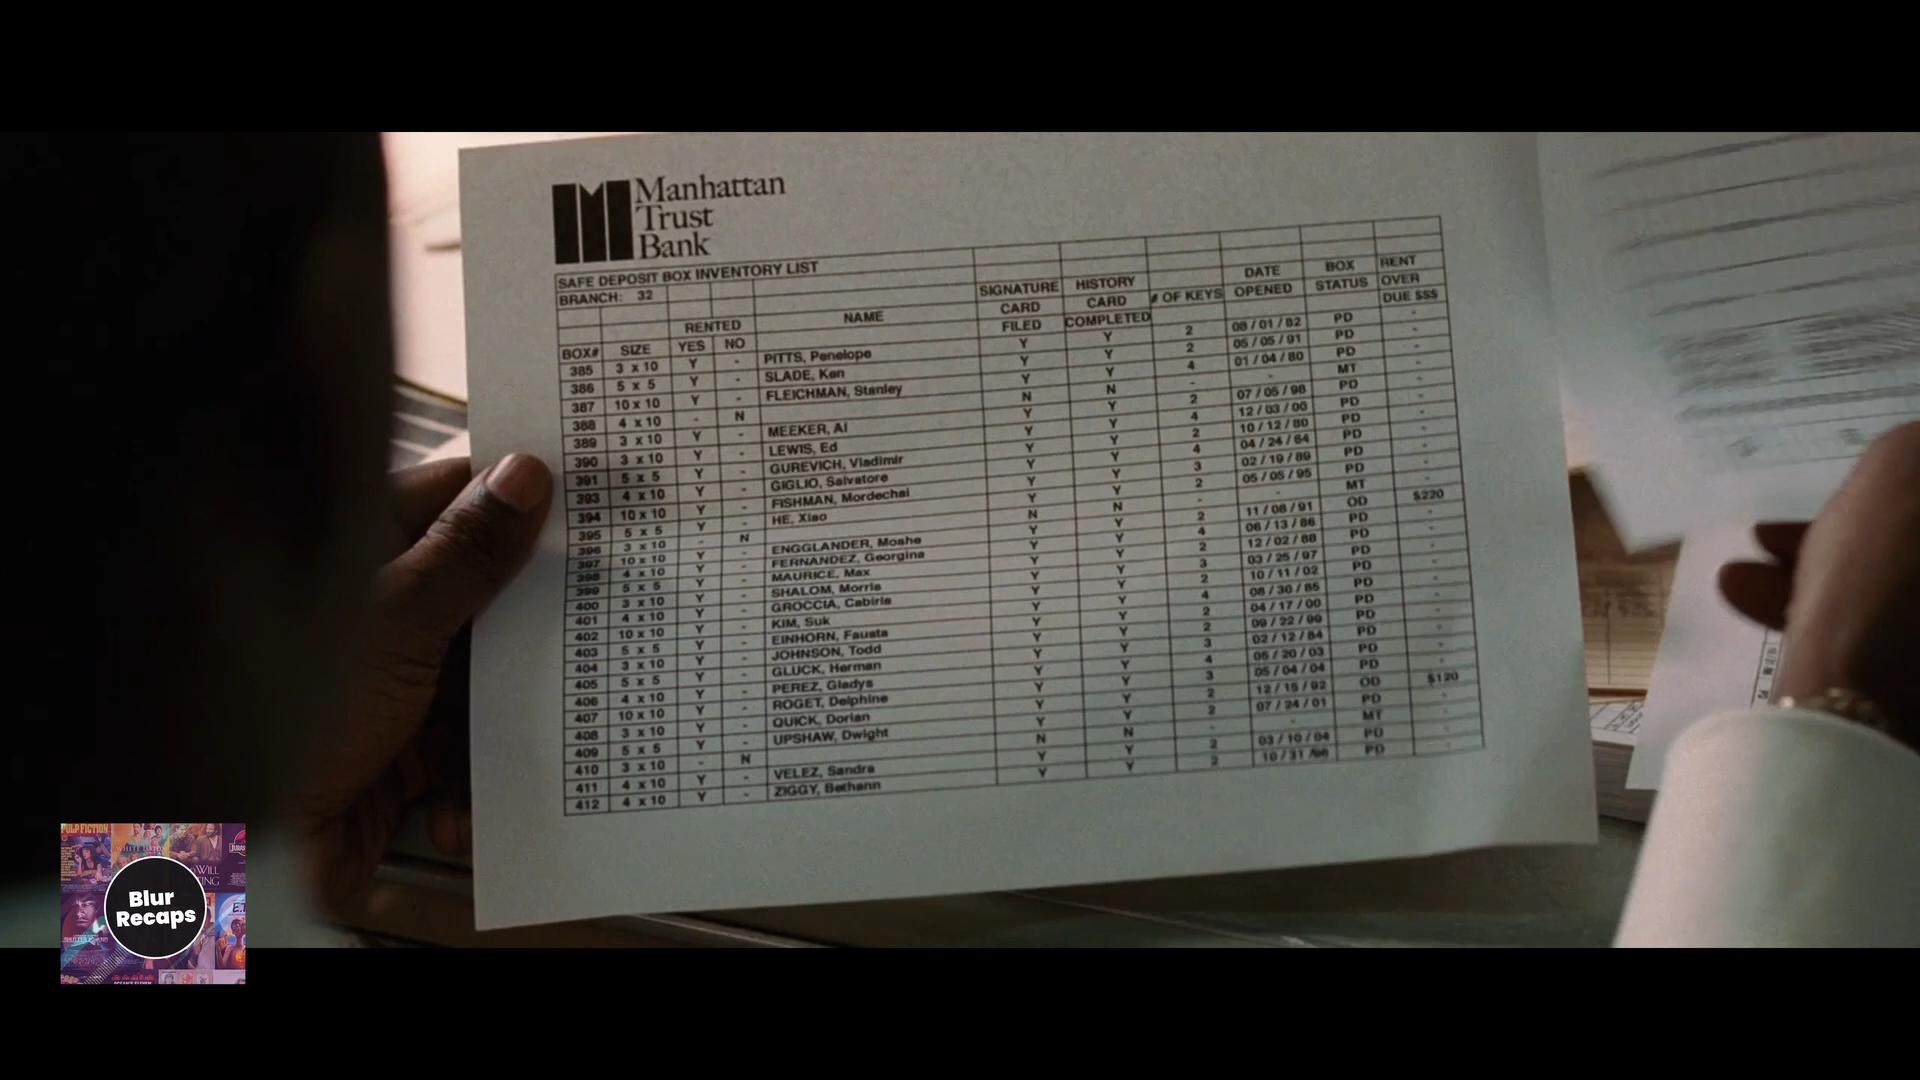 Manhattan
Trust
Bank
SAFE DEPOSIT BOX INVENTORY LIST
BRANCH: 32
BOX# SIZE RENTED YES NO NAME SIGNATURE CARD FILED HISTORY CARD COMPLETED # OF KEYS DATE OPENED BOX STATUS RENT OVER DUE $$$
385 3 x 10 Y - PITTS, Penelope Y Y 2 08/01/82 PD -
386 5 x 5 Y - SLADE, Ken Y Y 2 05/05/91 PD -
387 10 x 10 Y - FLEICHMAN, Stanley Y Y 4 01/04/80 PD -
388 4 x 10 - N N N - - MT -
389 3 x 10 Y - MEEKER, Al Y Y 2 07/05/98 PD -
390 3 x 10 Y - LEWIS, Ed Y Y 4 12/03/00 PD -
391 5 x 5 Y - GUREVICH, Vladimir Y Y 2 10/12/80 PD -
393 4 x 10 Y - GIGLIO, Salvatore Y Y 4 04/24/64 PD -
394 10 x 10 Y - FISHMAN, Mordechai Y Y 3 02/19/89 PD -
395 5 x 5 Y - HE, Xiao Y Y 2 05/05/95 PD -
396 3 x 10 - N N N - - MT -
397 10 x 10 Y - ENGGLANDER, Moshe Y Y 2 11/08/91 OD $220
398 4 x 10 Y - FERNANDEZ, Georgina Y Y 4 06/13/86 PD -
399 5 x 5 Y - MAURICE, Max Y Y 2 12/02/88 PD -
400 3 x 10 Y - SHALOM, Morris Y Y 3 03/25/97 PD -
401 4 x 10 Y - GROCCIA, Cabiria Y Y 2 10/11/02 PD -
402 10 x 10 Y - KIM, Suk Y Y 4 08/30/85 PD -
403 5 x 5 Y - EINHORN, Fausta Y Y 2 04/17/00 PD -
404 3 x 10 Y - JOHNSON, Todd Y Y 2 09/22/99 PD -
405 5 x 5 Y - GLUCK, Herman Y Y 3 02/12/84 PD -
406 4 x 10 Y - PEREZ, Gladys Y Y 4 05/20/03 PD -
407 10 x 10 Y - ROGET, Delphine Y Y 3 05/04/04 PD -
408 3 x 10 Y - QUICK, Dorian Y Y 2 12/15/92 OD $120
409 5 x 5 Y - UPSHAW, Dwight Y Y 2 07/24/01 PD -
410 3 x 10 - N N N - - MT -
411 4 x 10 Y - VELEZ, Sandra Y Y 2 03/10/04 PD -
412 4 x 10 Y - ZIGGY, Bethann Y Y 2 10/31/96 PD -
PULP FICTION
Blur
Recaps